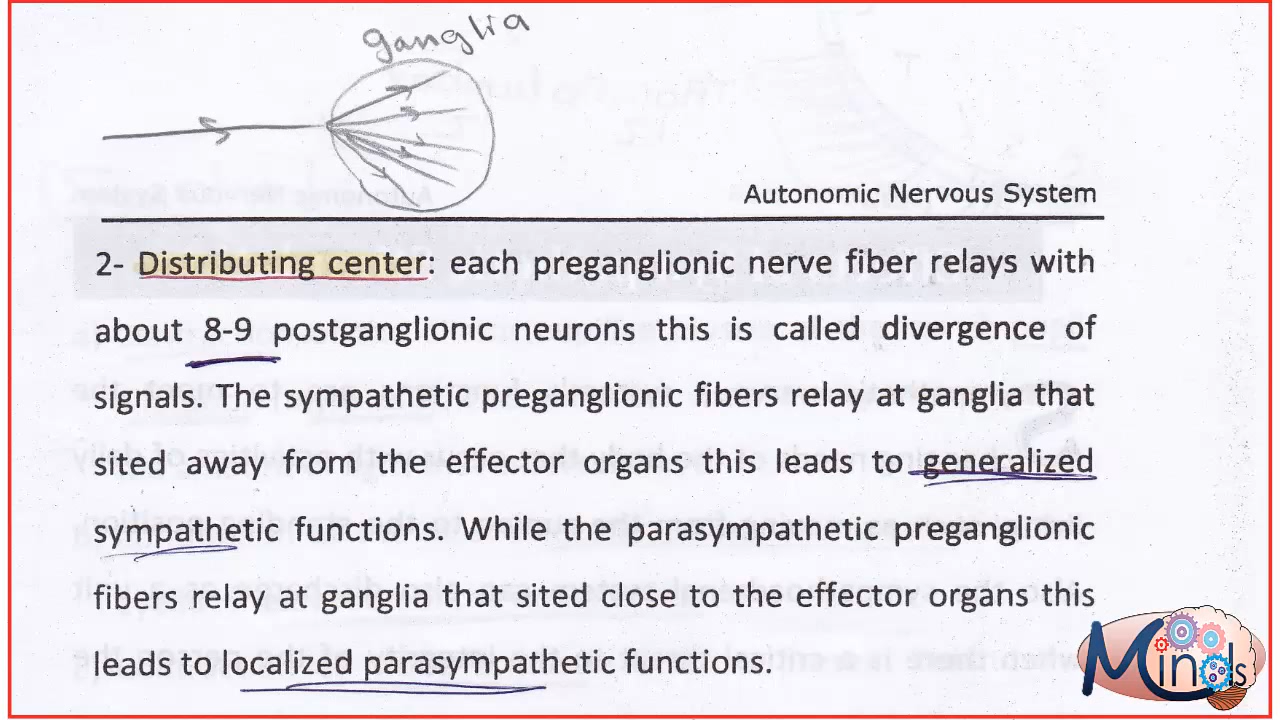 ganglia
Autonomic Nervous System
2- Distributing center: each preganglionic nerve fiber relays with
about 8-9 postganglionic neurons this is called divergence of
signals. The sympathetic preganglionic fibers relay at ganglia that
sited away from the effector organs this leads to generalized
sympathetic functions. While the parasympathetic preganglionic
fibers relay at ganglia that sited close to the effector organs this
leads to localized parasympathetic functions.
Minds